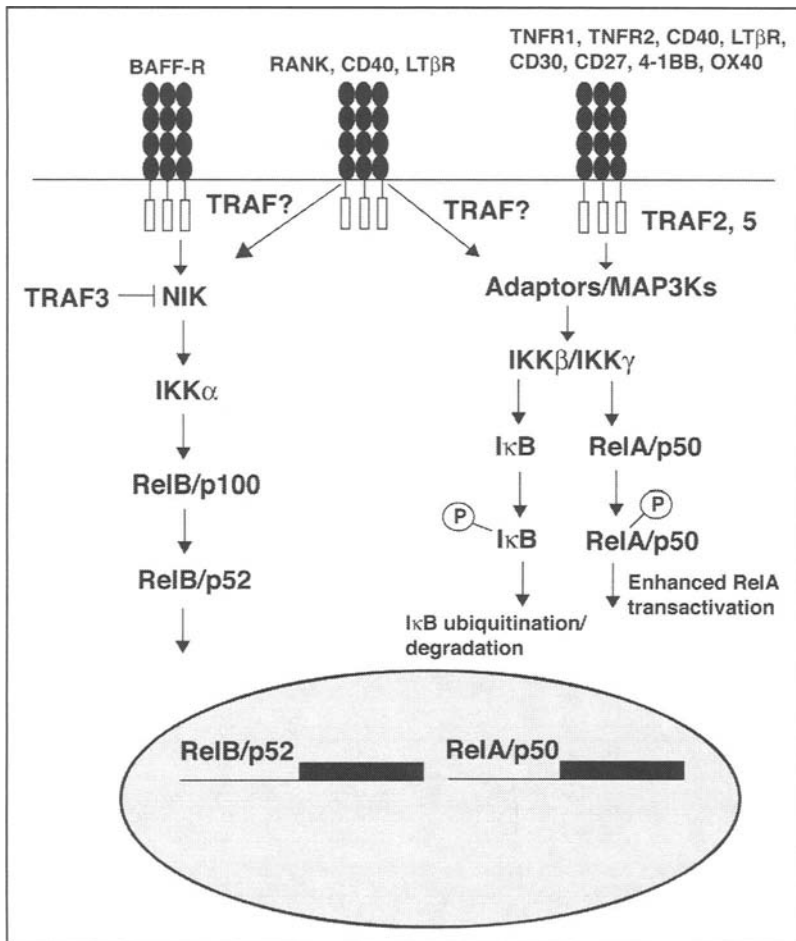 TNFR1, TNFR2, CD40, LTβR,
CD30, CD27, 4-1BB, OX40
BAFF-R
RANK, CD40, LTβR
TRAF?
TRAF?
TRAF2, 5
TRAF3
NIK
Adaptors/MAP3Ks
IKKα
IKKβ/IKKγ
RelB/p100
IκB
RelA/p50
P
IκB
P
RelA/p50
RelB/p52
Enhanced RelA
transactivation
IκB ubiquitination/
degradation
RelB/p52
RelA/p50